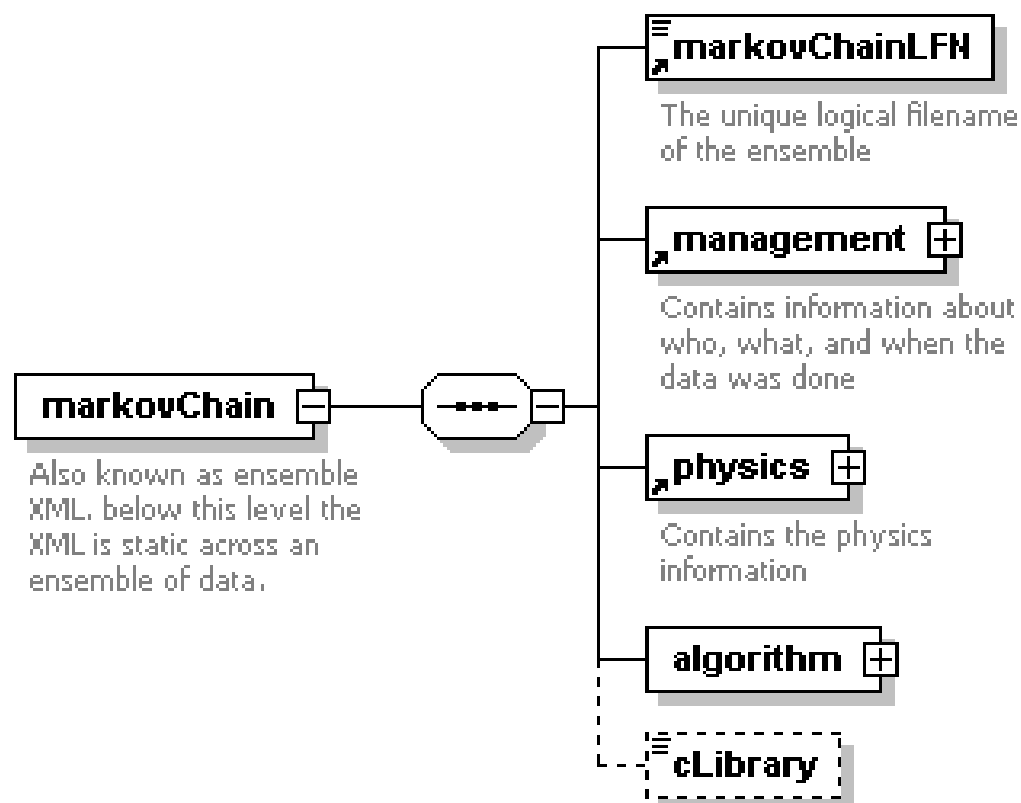 markovChainLFN
The unique logical filename
of the ensemble
management
Contains information about
who, what, and when the
data was done
markovChain
Also known as ensemble
XML. below this level the
XML is static across an
ensemble of data.
physics
Contains the physics
information
algorithm
cLibrary